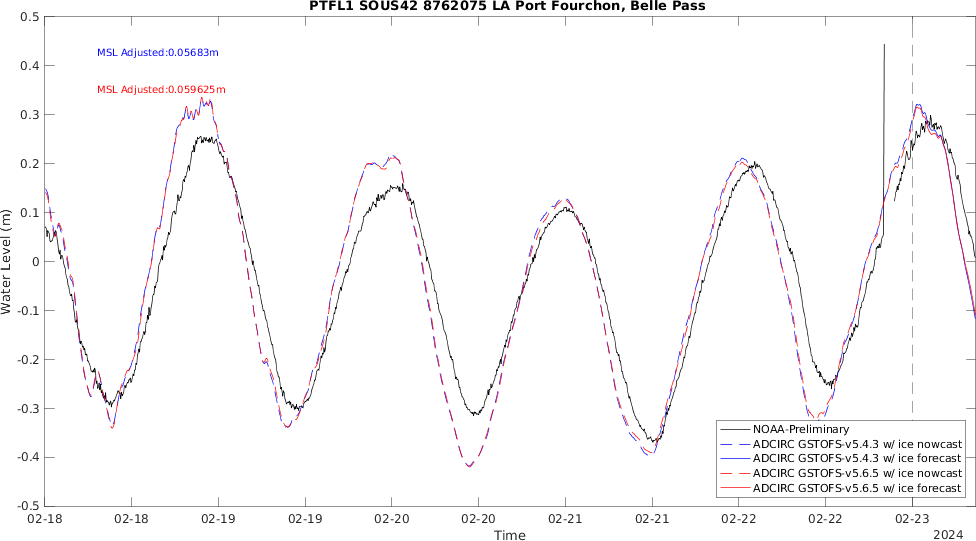 PTFL1 SOUS42 8762075 LA Port Fourchon, Belle Pass
0.5
0.4
0.3
0.2
0.1
0
-0.1
-0.2
-0.3
-0.4
-0.5
Water Level (m)
MSL Adjusted:0.05683m
MSL Adjusted:0.059625m
NOAA-Preliminary
ADCIRC GSTOFS-v5.4.3 w/ ice nowcast
ADCIRC GSTOFS-v5.4.3 w/ ice forecast
ADCIRC GSTOFS-v5.6.5 w/ ice nowcast
ADCIRC GSTOFS-v5.6.5 w/ ice forecast
02-18 02-18 02-19 02-19 02-20 02-20 02-21 02-21 02-22 02-22 02-23
Time
2024